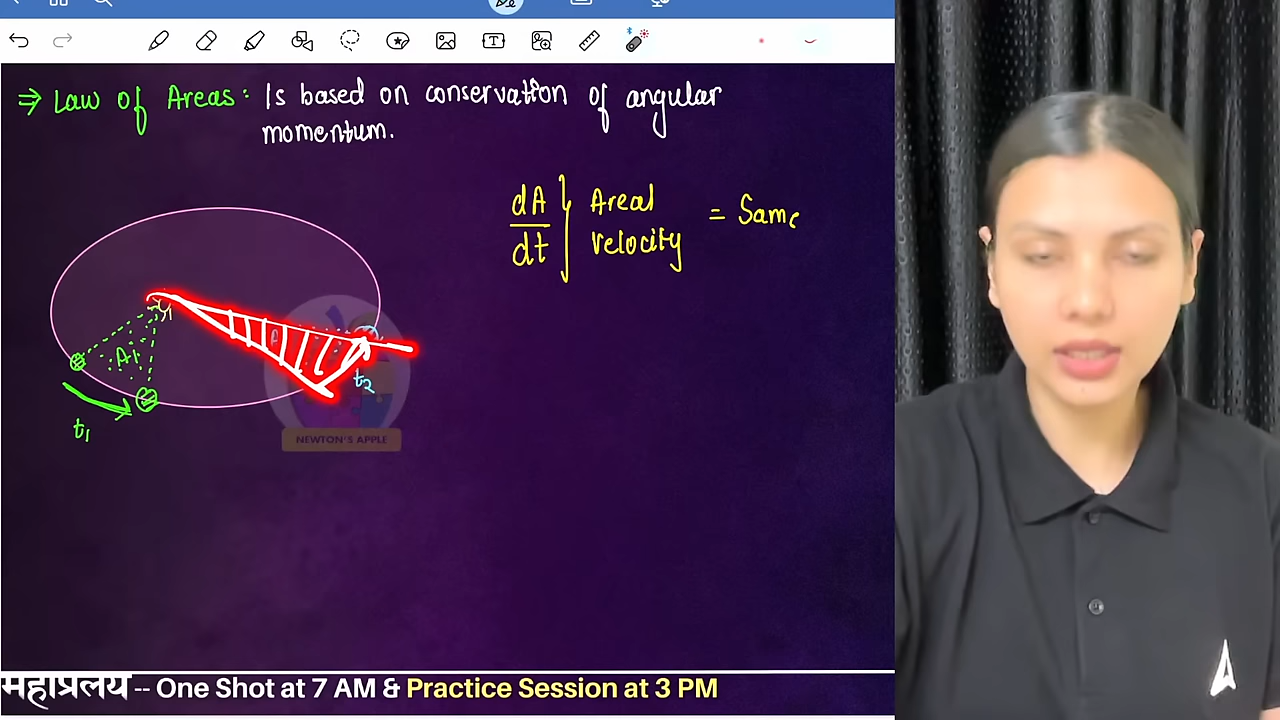 ⇒ Law of Areas: Is based on conservation of angular
momentum.
dA/dt } Areal velocity = Same
A1
t2
t1
NEWTON'S APPLE
महाप्रलय -- One Shot at 7 AM & Practice Session at 3 PM